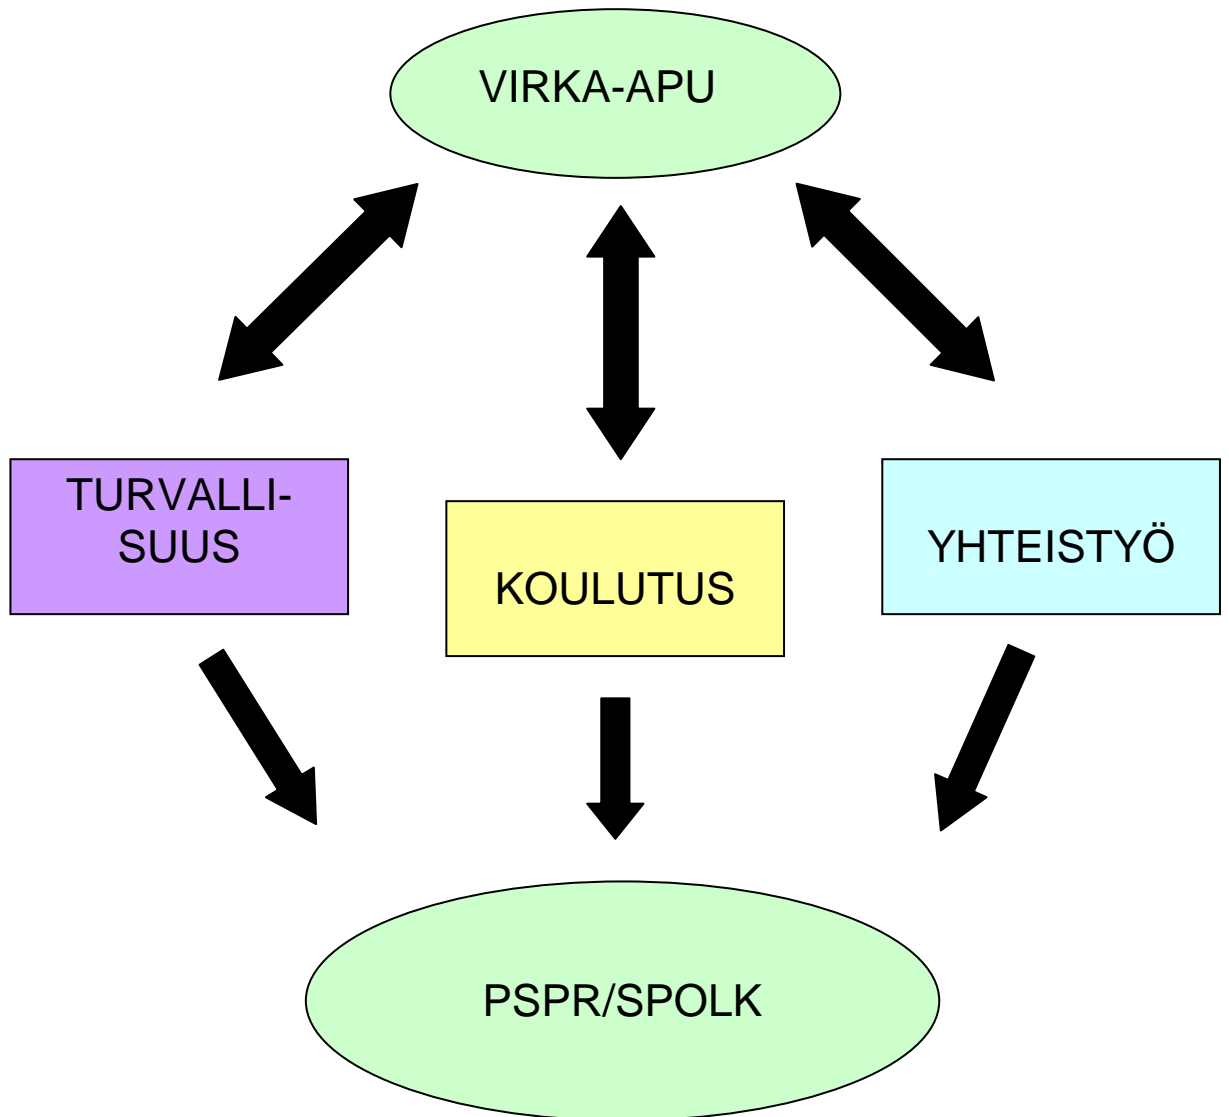 VIRKA-APU
TURVALLI-
SUUS
KOULUTUS
YHTEISTYÖ
PSPR/SPOLK